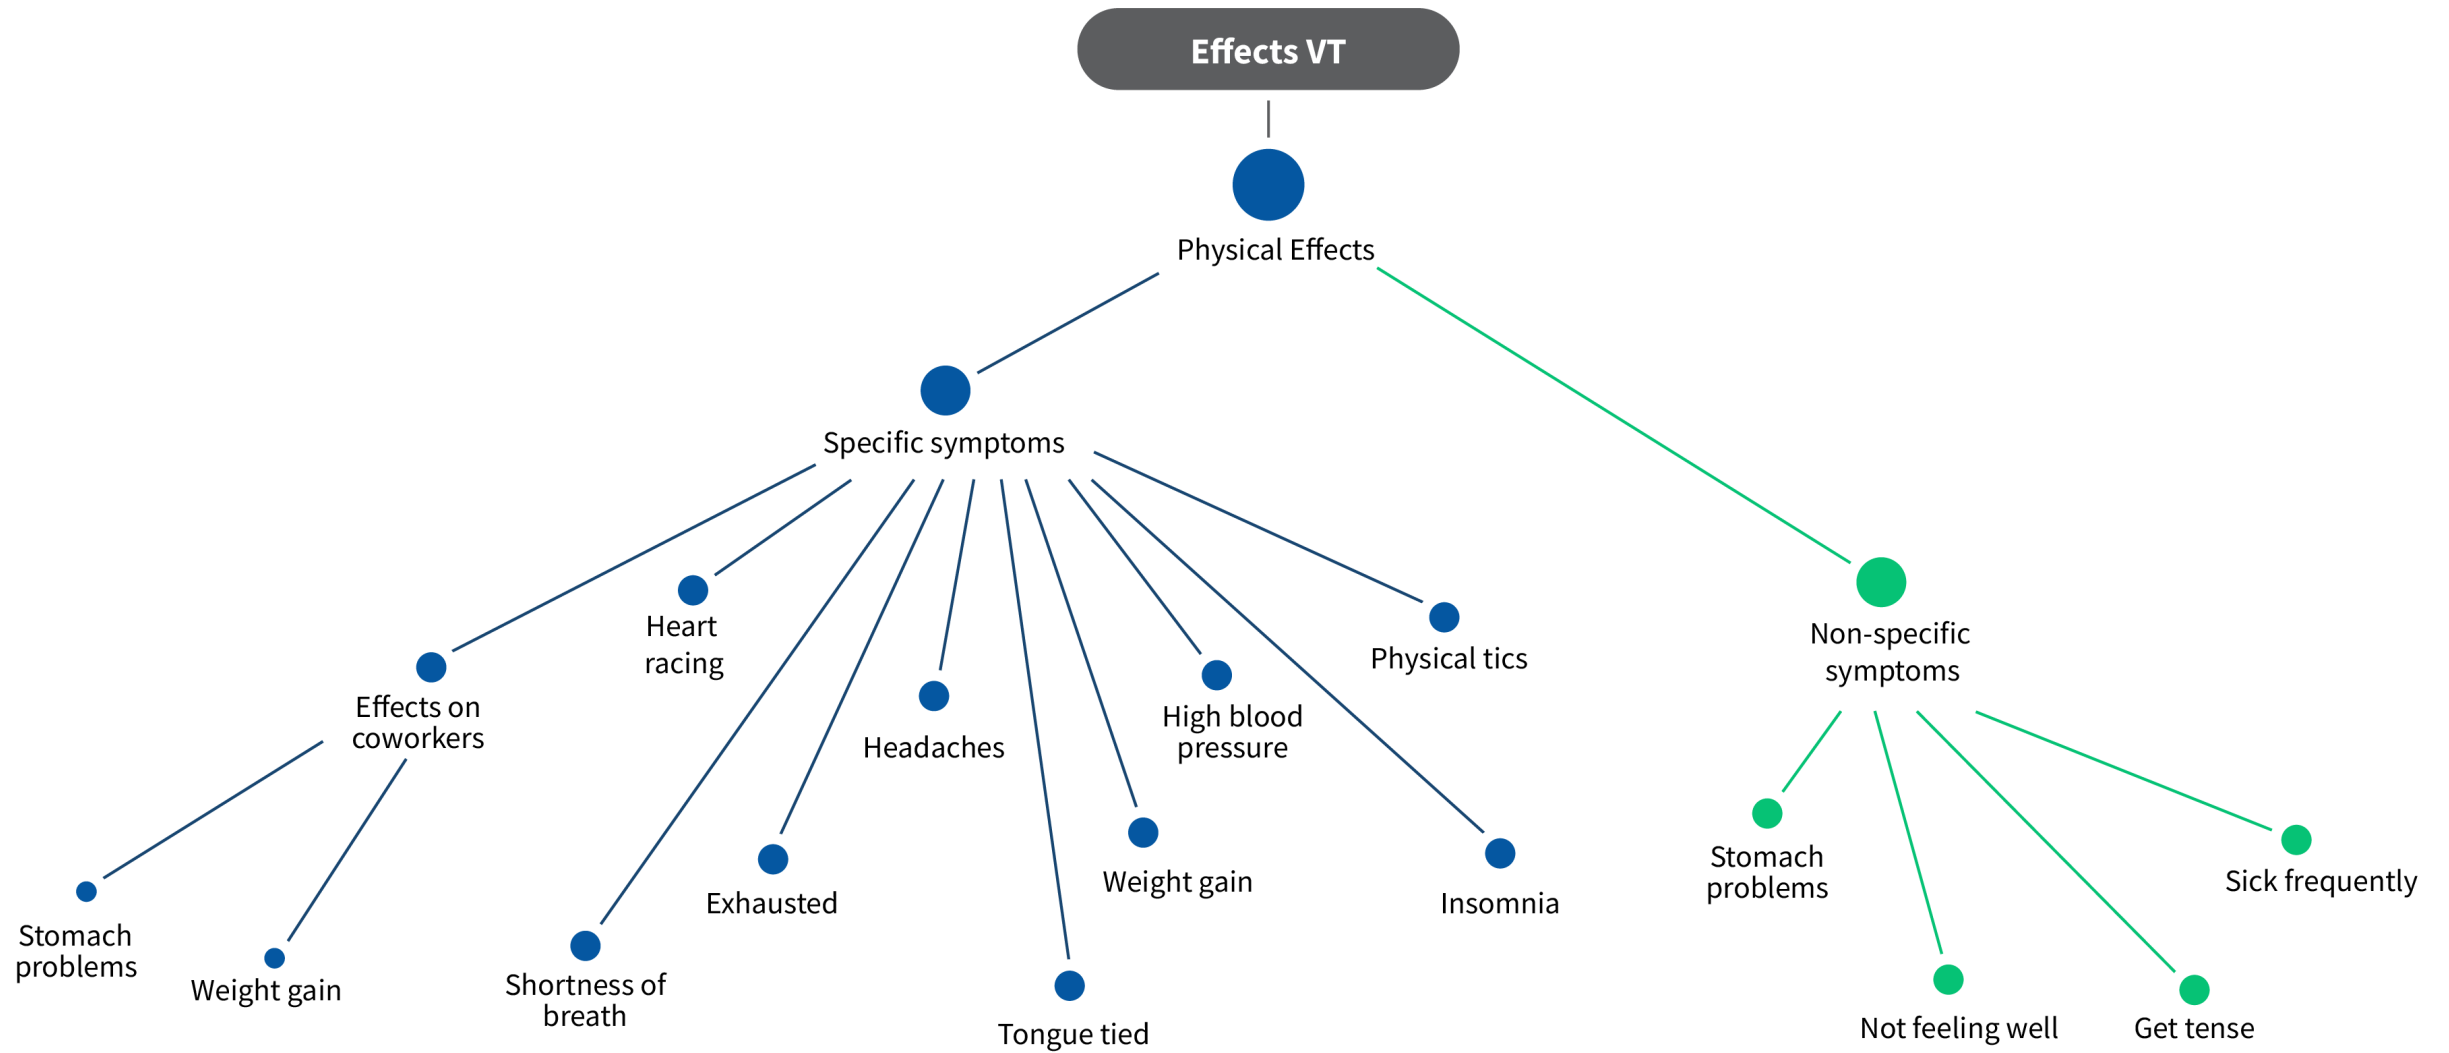 Effects VT
Physical Effects
Specific symptoms
Non-specific
symptoms
Effects on
coworkers
Heart
racing
Shortness of
breath
Exhausted
Headaches
Tongue tied
Weight gain
High blood
pressure
Insomnia
Physical tics
Stomach
problems
Weight gain
Stomach
problems
Not feeling well
Get tense
Sick frequently